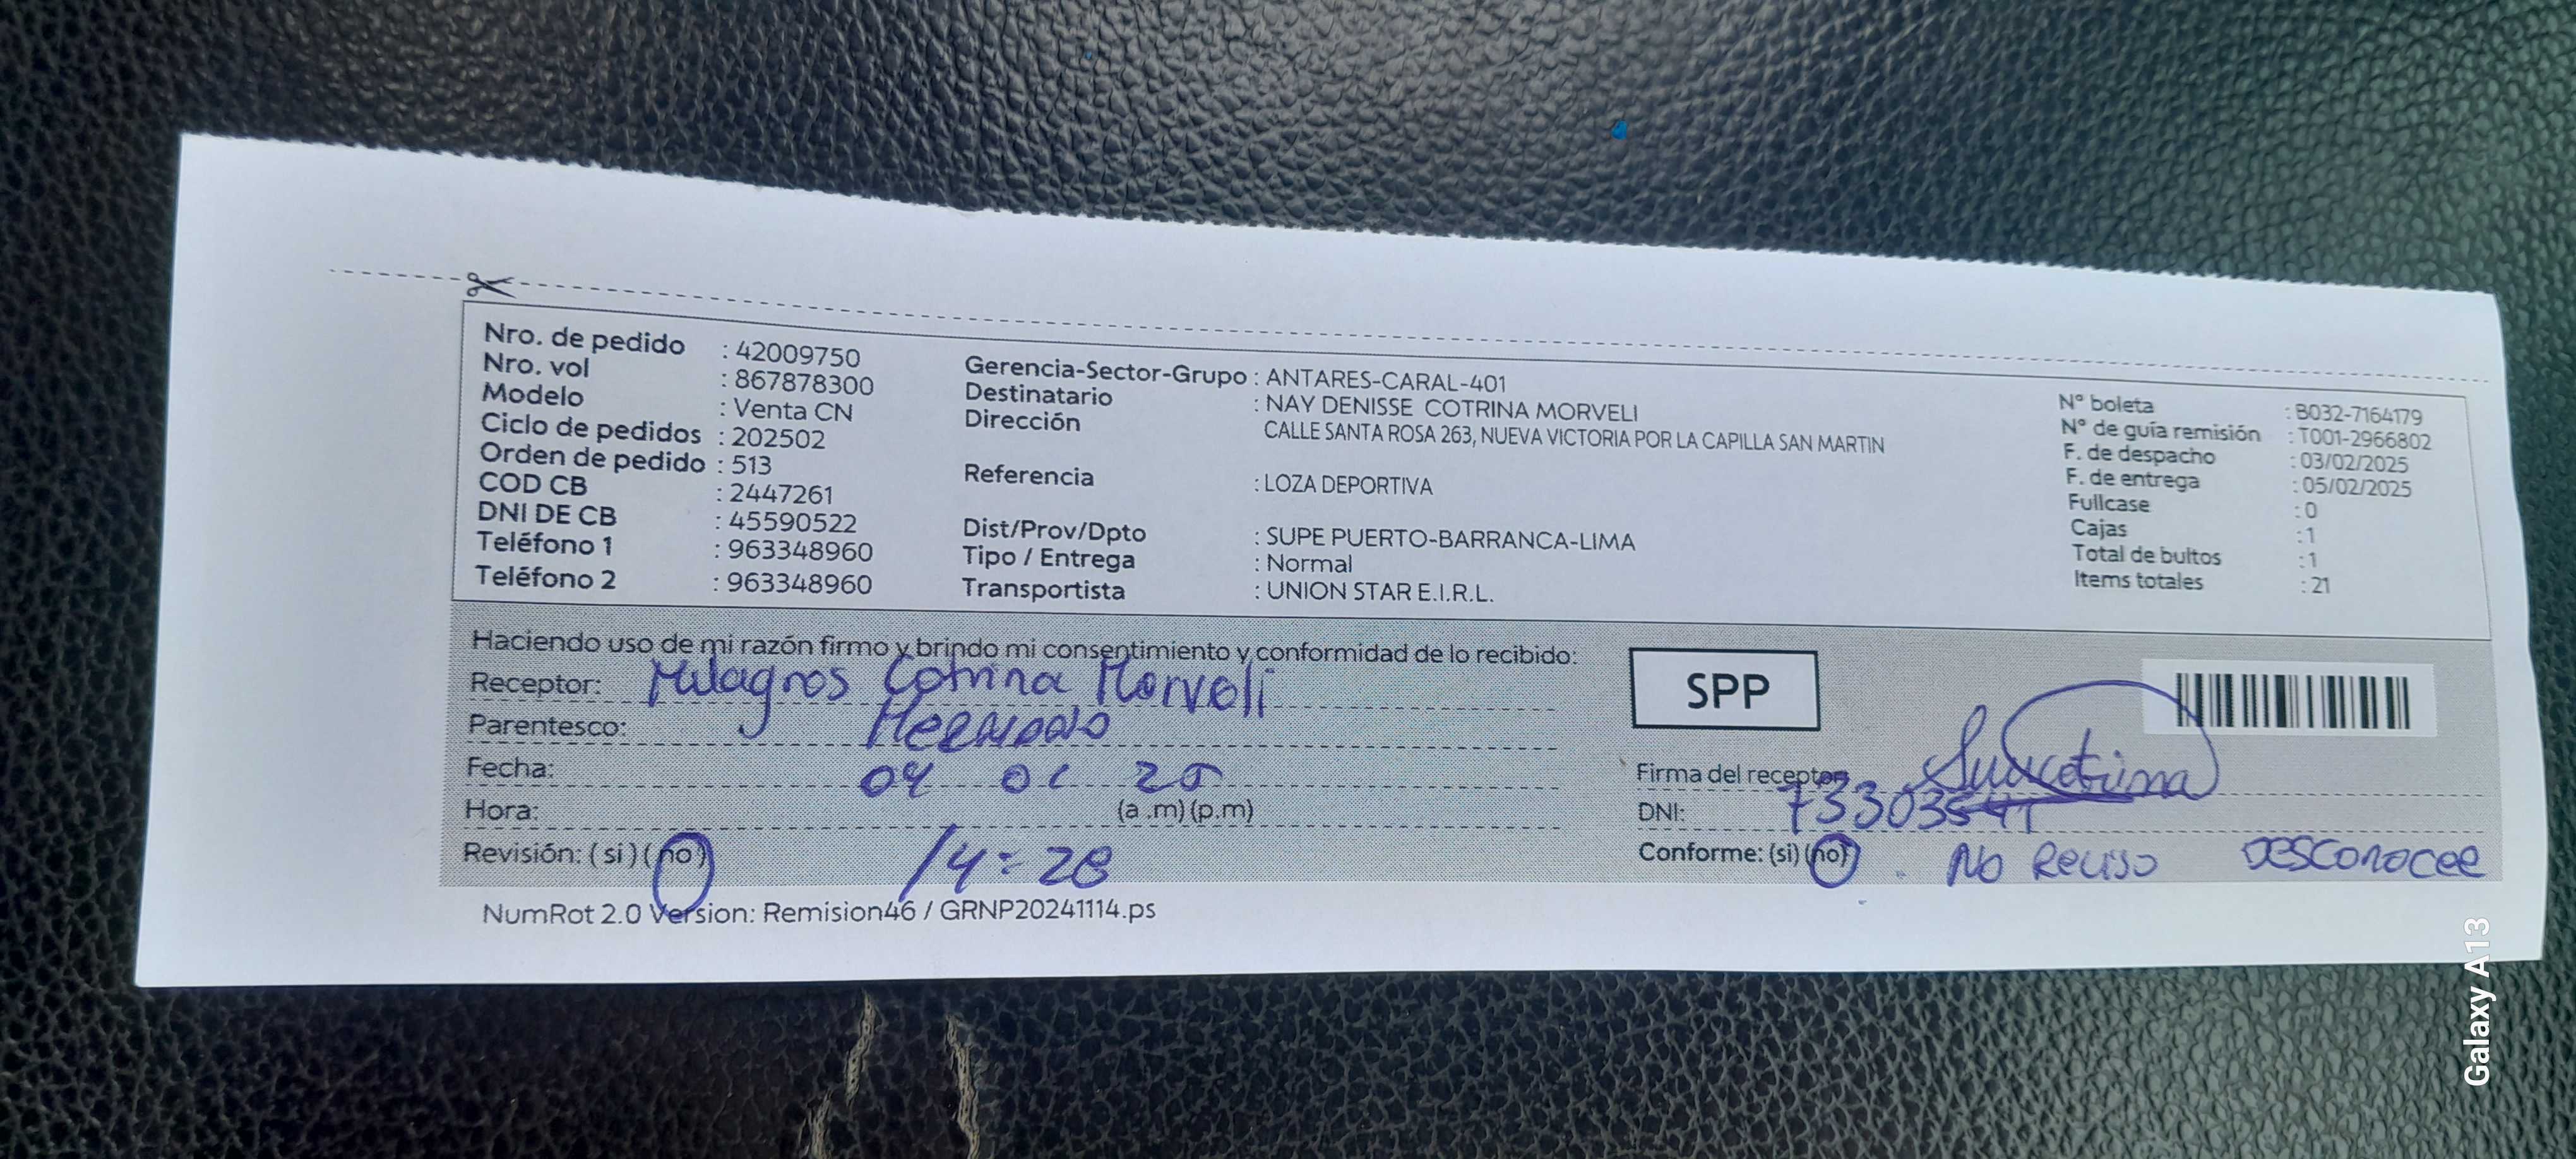 Nro. de pedido : 42009750
Nro. vol : 867878300
Modelo : Venta CN
Ciclo de pedidos : 202502
Orden de pedido : 513
COD CB : 2447261
DNI DE CB : 45590522
Teléfono 1 : 963348960
Teléfono 2 : 963348960
Gerencia-Sector-Grupo : ANTARES-CARAL-401
Destinatario : NAY DENISSE COTRINA MORVELI
Dirección : CALLE SANTA ROSA 263, NUEVA VICTORIA POR LA CAPILLA SAN MARTIN
Referencia : LOZA DEPORTIVA
Dist/Prov/Dpto : SUPE PUERTO-BARRANCA-LIMA
Tipo / Entrega : Normal
Transportista : UNION STAR E.I.R.L.
N° boleta : B032-7164179
N° de guía remisión : T001-2966802
F. de despacho : 03/02/2025
F. de entrega : 05/02/2025
Fullcase : 0
Cajas : 1
Total de bultos : 1
Items totales : 21
Haciendo uso de mi razón firmo y brindo mi consentimiento y conformidad de lo recibido:
Receptor: Milagros Cotrina Morveli
Parentesco:
Fecha: 04 25
Hora: (a .m) (p.m)
Revisión: (si) (no) 14:28
SPP
Firma del receptor
DNI:
Conforme: (si) (no) No Reviso DESCONOCEE
NumRot 2.0 Version: Remision46 / GRNP20241114.ps
Galaxy A13